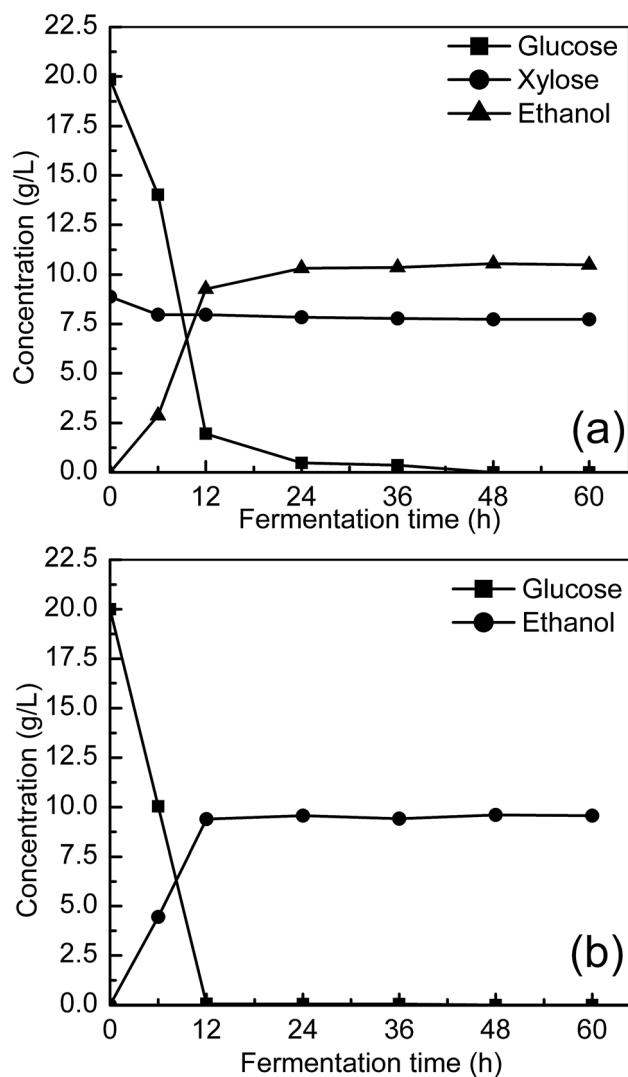 22.5
20.0
17.5
15.0
12.5
10.0
7.5
5.0
2.5
0.0
Concentration (g/L)
Glucose
Xylose
Ethanol
(a)
0 12 24 36 48 60
Fermentation time (h)
22.5
20.0
17.5
15.0
12.5
10.0
7.5
5.0
2.5
0.0
Concentration (g/L)
Glucose
Ethanol
(b)
0 12 24 36 48 60
Fermentation time (h)